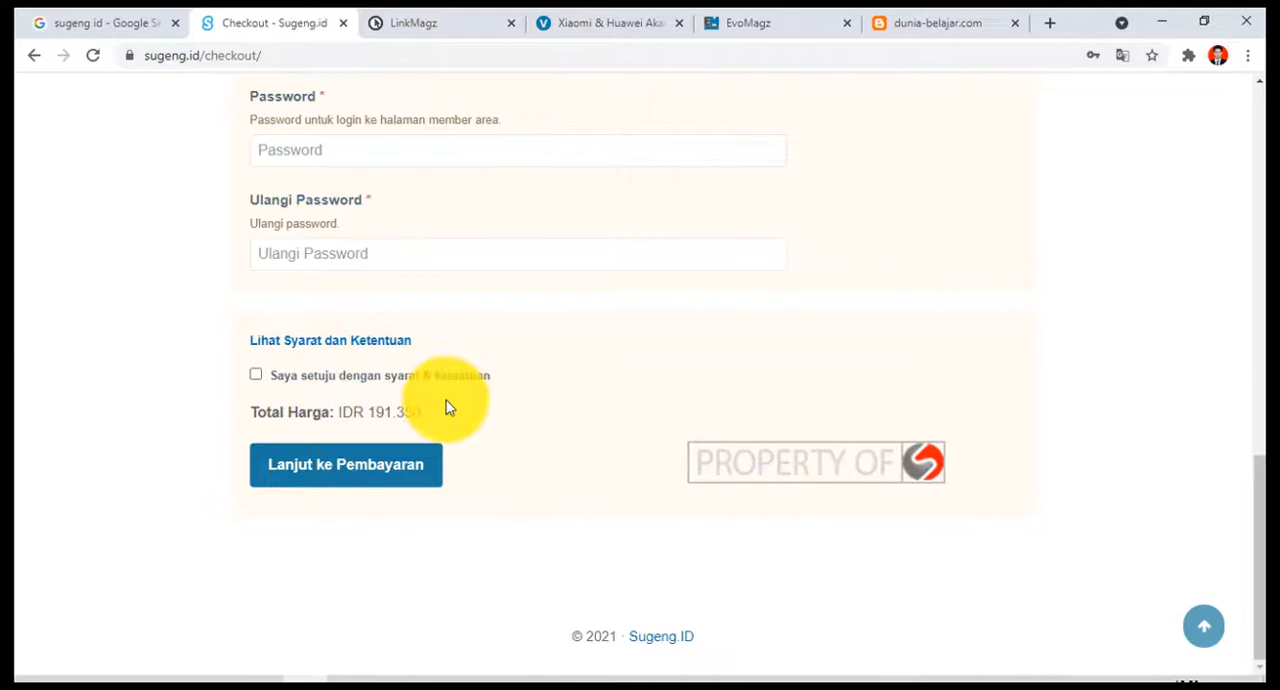 sugeng id - Google Se
Checkout - Sugeng.id
LinkMagz
Xiaomi & Huawei Aka
EvoMagz
dunia-belajar.com
sugeng.id/checkout/
Password *
Password untuk login ke halaman member area.
Password
Ulangi Password *
Ulangi password.
Ulangi Password
Lihat Syarat dan Ketentuan
Saya setuju dengan syarat & ketentuan
Total Harga: IDR 191.350
Lanjut ke Pembayaran
PROPERTY OF
© 2021 · Sugeng.ID